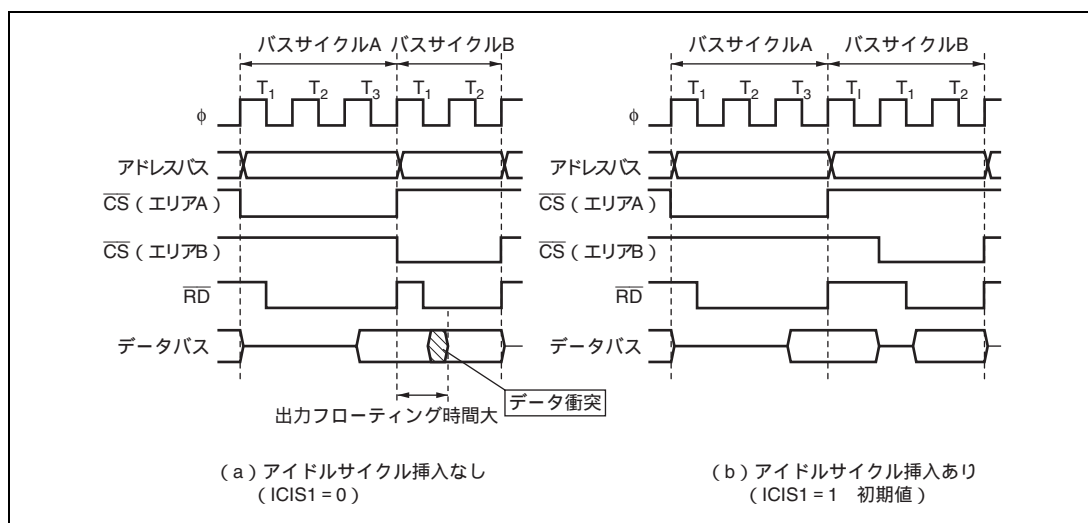 バスサイクルA バスサイクルB
T1 T2 T3 T1 T2
φ
アドレスバス
CS（エリアA）
CS（エリアB）
RD
データバス
データ衝突
出力フローティング時間大
（a）アイドルサイクル挿入なし
（ICIS1 = 0）
バスサイクルA バスサイクルB
T1 T2 T3 TI T1 T2
φ
アドレスバス
CS（エリアA）
CS（エリアB）
RD
データバス
（b）アイドルサイクル挿入あり
（ICIS1 = 1　初期値）